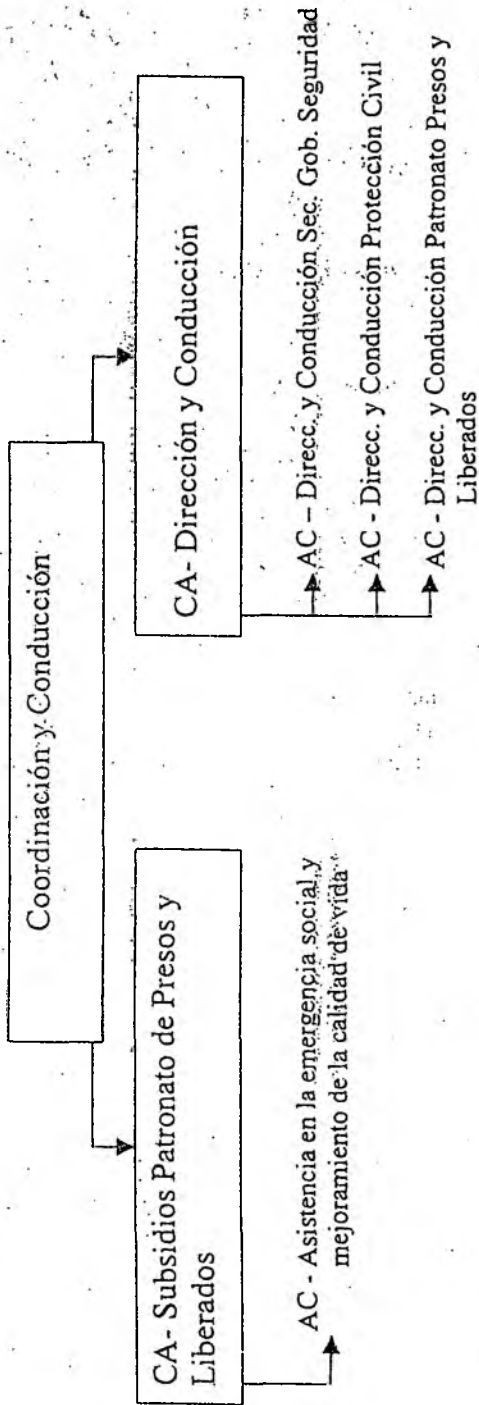 Coordinación y Conducción
CA- Subsidios Patronato de Presos y
Liberados
AC - Asistencia en la emergencia social y
mejoramiento de la calidad de vida
CA- Dirección y Conducción
AC – Direcc. y Conducción Sec. Gob. Seguridad
AC - Direcc. y Conducción Protección Civil
AC - Direcc. y Conducción Patronato Presos y
Liberados